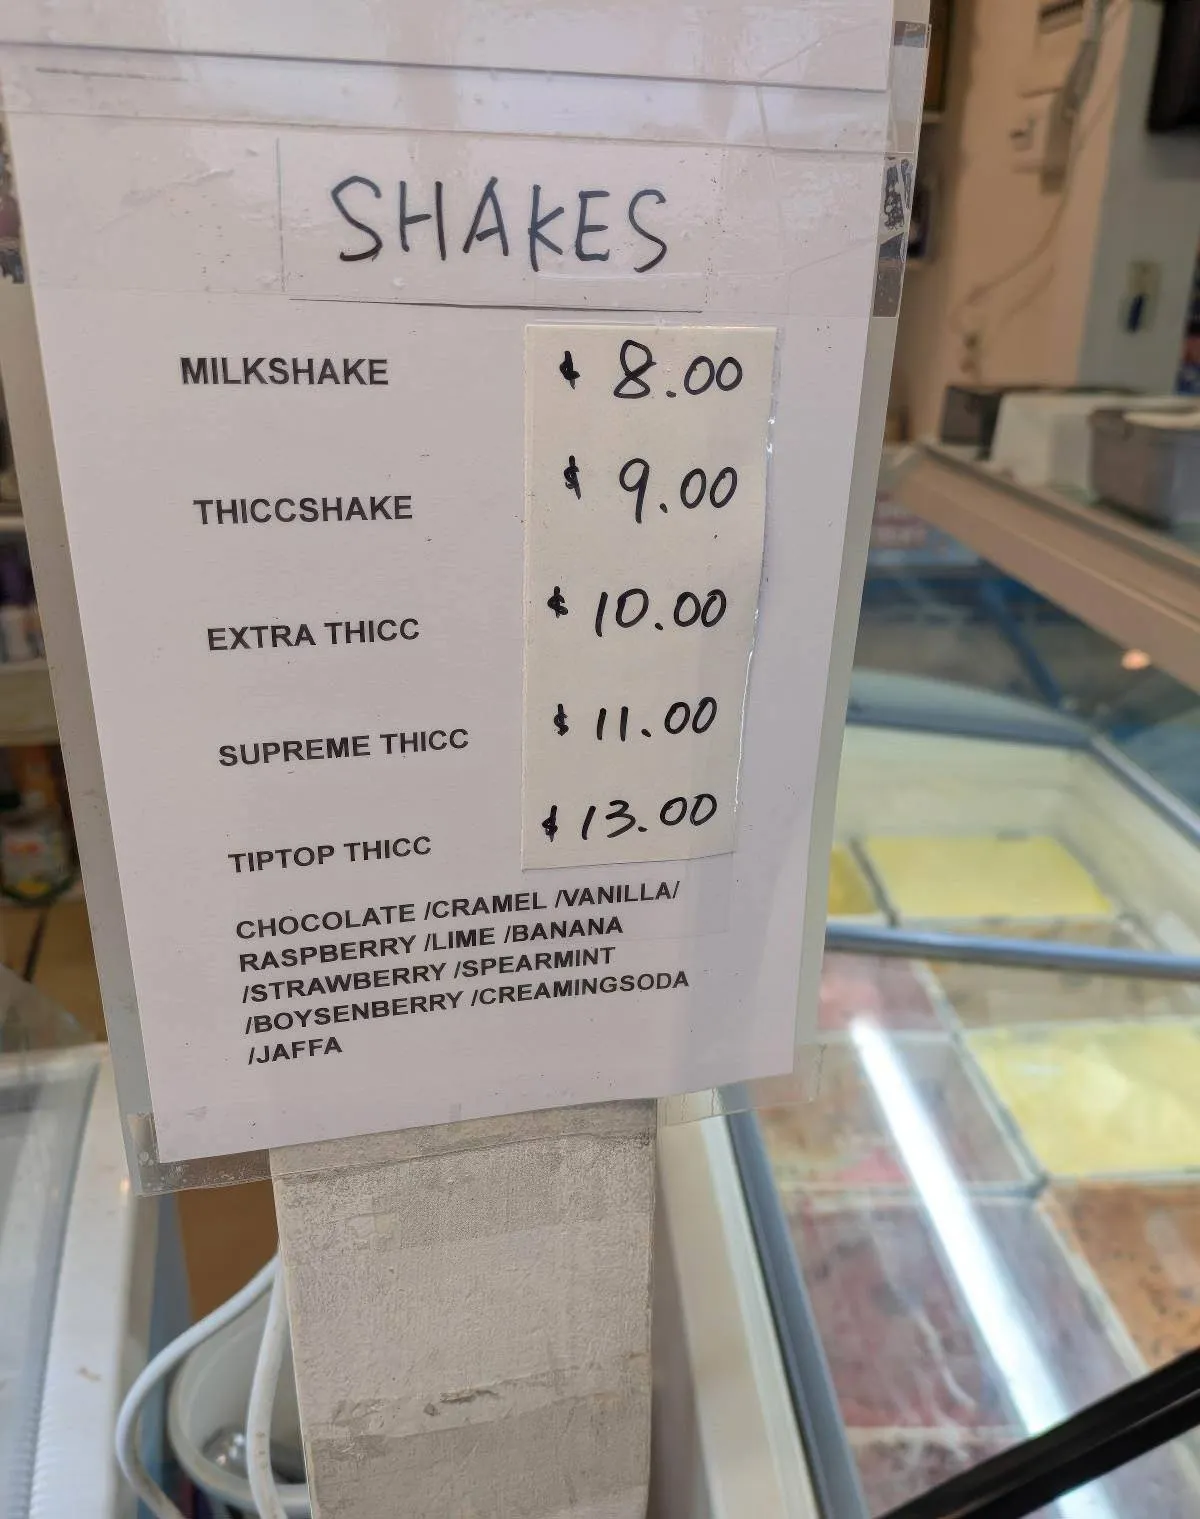 SHAKES
MILKSHAKE $ 8.00
THICCSHAKE $ 9.00
EXTRA THICC $ 10.00
SUPREME THICC $ 11.00
TIPTOP THICC $ 13.00
CHOCOLATE /CRAMEL /VANILLA/
RASPBERRY /LIME /BANANA
/STRAWBERRY /SPEARMINT
/BOYSENBERRY /CREAMINGSODA
/JAFFA